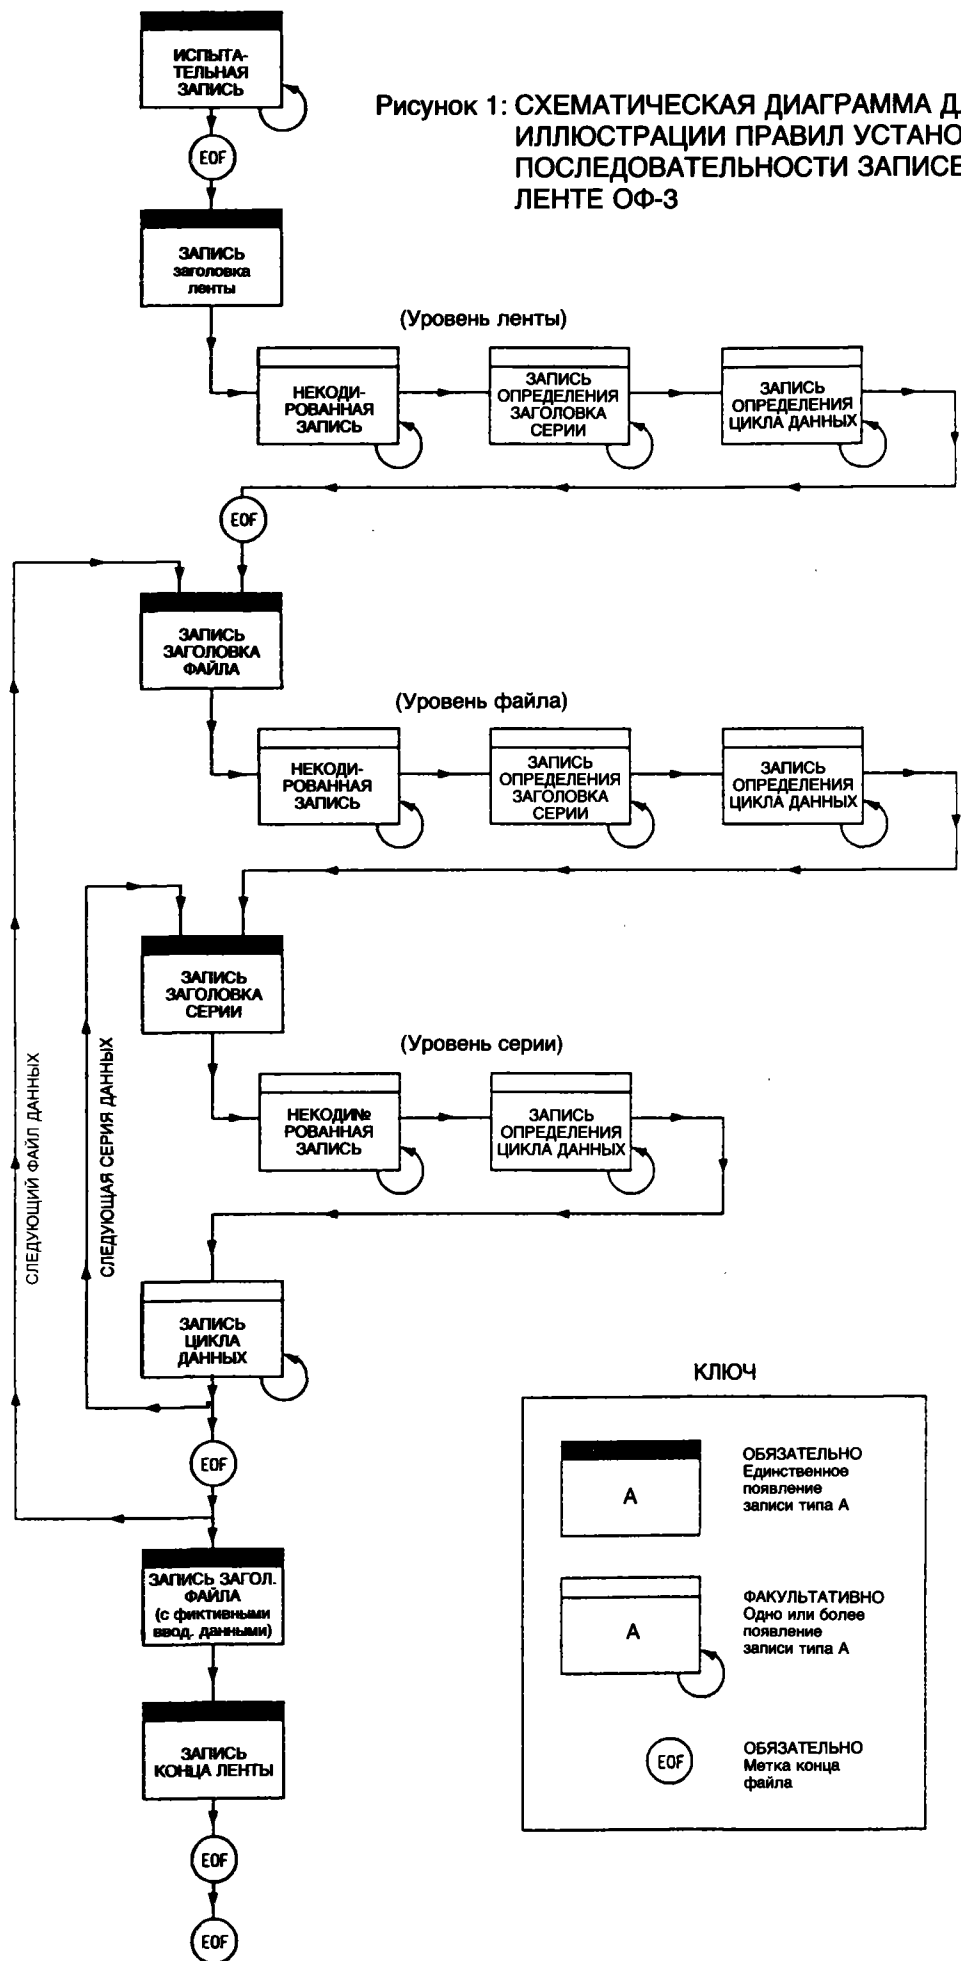 ИСПЫТА-
ТЕЛЬНАЯ
ЗАПИСЬ
EOF
Рисунок 1: СХЕМАТИЧЕСКАЯ ДИАГРАММА
ИЛЛЮСТРАЦИИ ПРАВИЛ
ПОСЛЕДОВАТЕЛЬНОСТИ
ЛЕНТЕ ОФ-3
ЗАПИСЬ
заголовка
ленты
(Уровень ленты)
НЕКОДИ-
РОВАННАЯ
ЗАПИСЬ
ЗАПИСЬ
ОПРЕДЕЛЕНИЯ
ЗАГОЛОВКА
СЕРИИ
ЗАПИСЬ
ОПРЕДЕЛЕНИЯ
ЦИКЛА ДАННЫХ
EOF
ЗАПИСЬ
ЗАГОЛОВКА
ФАЙЛА
(Уровень файла)
НЕКОДИ-
РОВАННАЯ
ЗАПИСЬ
ЗАПИСЬ
ОПРЕДЕЛЕНИЯ
ЗАГОЛОВКА
СЕРИИ
ЗАПИСЬ
ОПРЕДЕЛЕНИЯ
ЦИКЛА ДАННЫХ
ЗАПИСЬ
ЗАГОЛОВКА
СЕРИИ
(Уровень серии)
НЕКОДИ№
РОВАННАЯ
ЗАПИСЬ
ЗАПИСЬ
ОПРЕДЕЛЕНИЯ
ЦИКЛА ДАННЫХ
СЛЕДУЮЩИЙ ФАЙЛ ДАННЫХ
СЛЕДУЮЩАЯ СЕРИЯ ДАННЫХ
ЗАПИСЬ
ЦИКЛА
ДАННЫХ
EOF
ЗАПИСЬ ЗАГОЛ.
ФАЙЛА
(с фиктивными
ввод. данными)
ЗАПИСЬ
КОНЦА ЛЕНТЫ
EOF
EOF
КЛЮЧ
А
ОБЯЗАТЕЛЬНО
Единственное
появление
записи типа А
А
ФАКУЛЬТАТИВНО
Одно или более
появление
записи типа А
EOF
ОБЯЗАТЕЛЬНО
Метка конца
файла